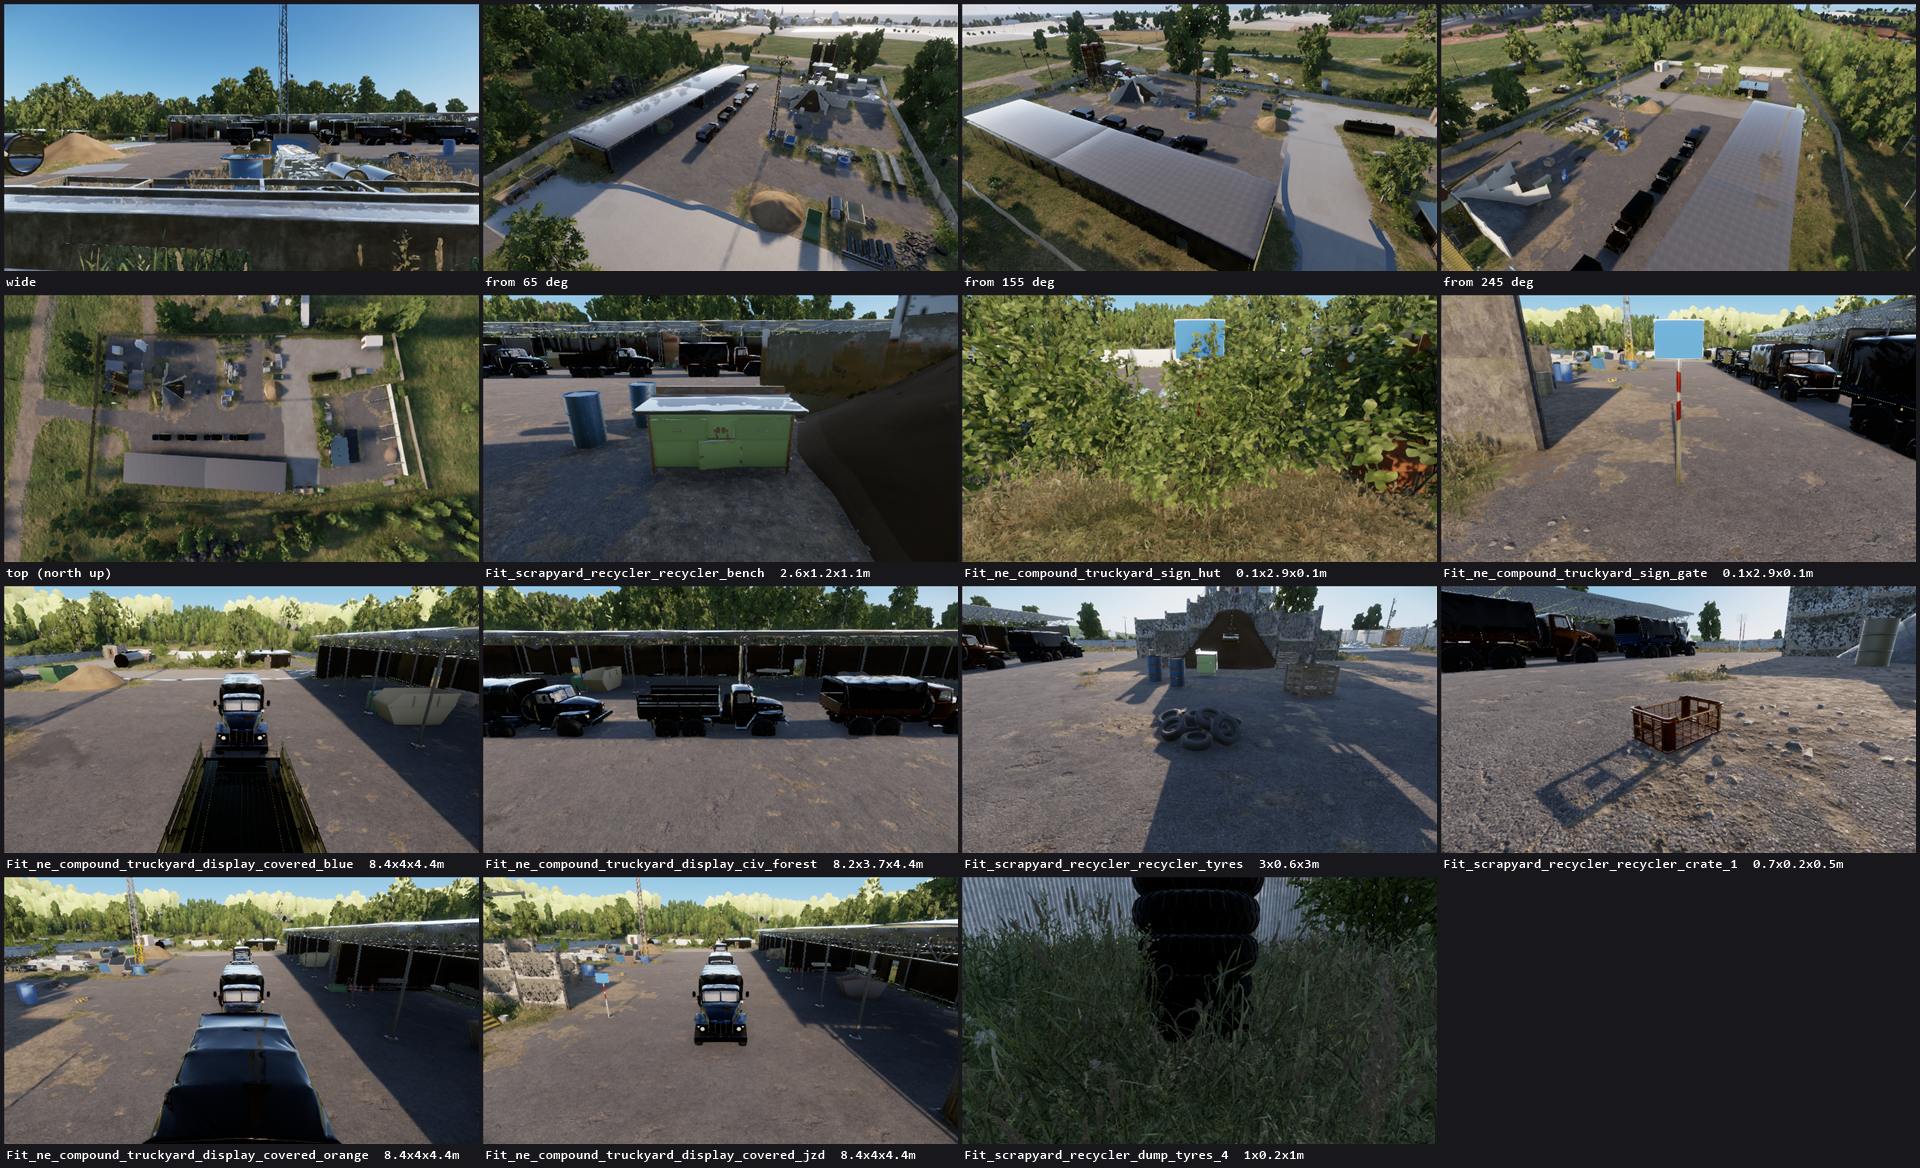 wide
from 65 deg
from 155 deg
from 245 deg
top (north up)
Fit_scrapyard_recycler_recycler_bench 2.6x1.2x1.1m
Fit_ne_compound_truckyard_sign_hut 0.1x2.9x0.1m
Fit_ne_compound_truckyard_sign_gate 0.1x2.9x0.1m
Fit_ne_compound_truckyard_display_covered_blue 8.4x4x4.4m
Fit_ne_compound_truckyard_display_civ_forest 8.2x3.7x4.4m
Fit_scrapyard_recycler_recycler_tyres 3x0.6x3m
Fit_scrapyard_recycler_recycler_crate_1 0.7x0.2x0.5m
Fit_ne_compound_truckyard_display_covered_orange 8.4x4x4.4m
Fit_ne_compound_truckyard_display_covered_jzd 8.4x4x4.4m
Fit_scrapyard_recycler_dump_tyres_4 1x0.2x1m